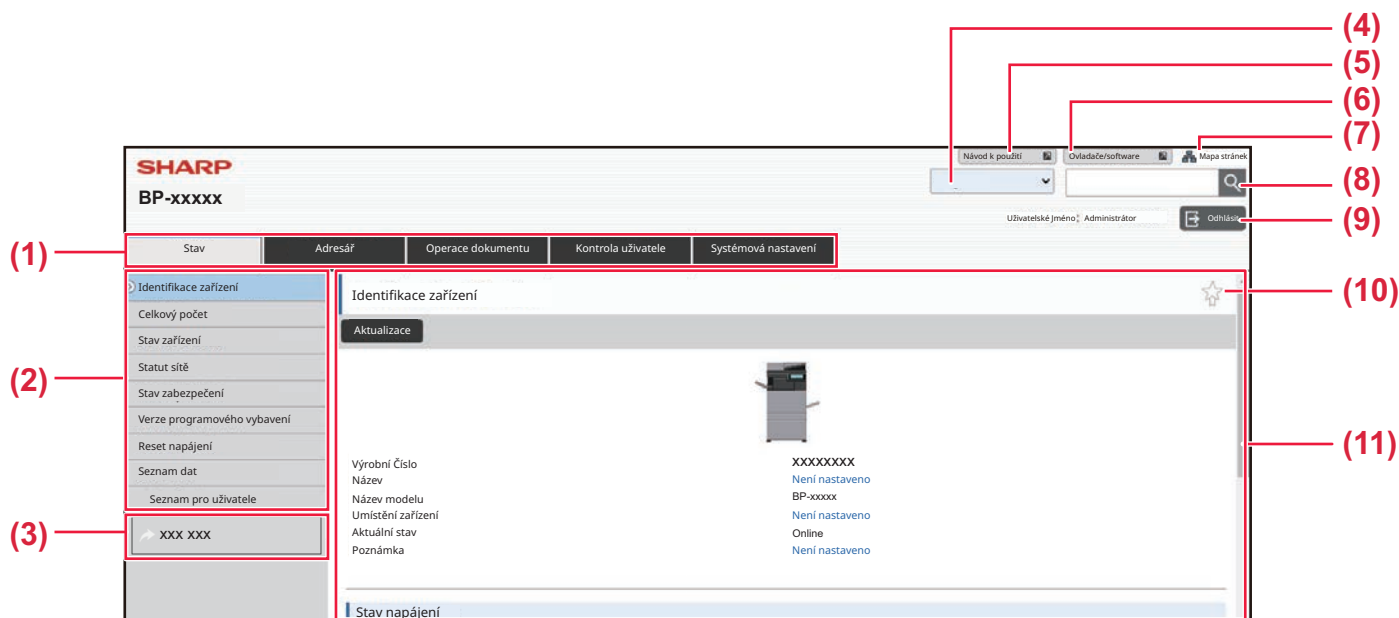 (4)
(5)
(6)
(7)
Návod k použití Ovladače/software Mapa stránek
SHARP
(8)
BP-xxxxx
Uživatelské Jméno: Administrátor Odhlásit
(9)
(1)
Stav Adresář Operace dokumentu Kontrola uživatele Systémová nastavení
(2)
Identifikace zařízení
Celkový počet
Stav zařízení
Statut sítě
Stav zabezpečení
Verze programového vybavení
Reset napájení
Seznam dat
Seznam pro uživatele
(3)
XXX XXX
Identifikace zařízení
(10)
Aktualizace
(11)
Výrobní Číslo XXXXXXXX
Název Není nastaveno
Název modelu BP-xxxxx
Umístění zařízení Není nastaveno
Aktuální stav Online
Poznámka Není nastaveno
Stav napájení